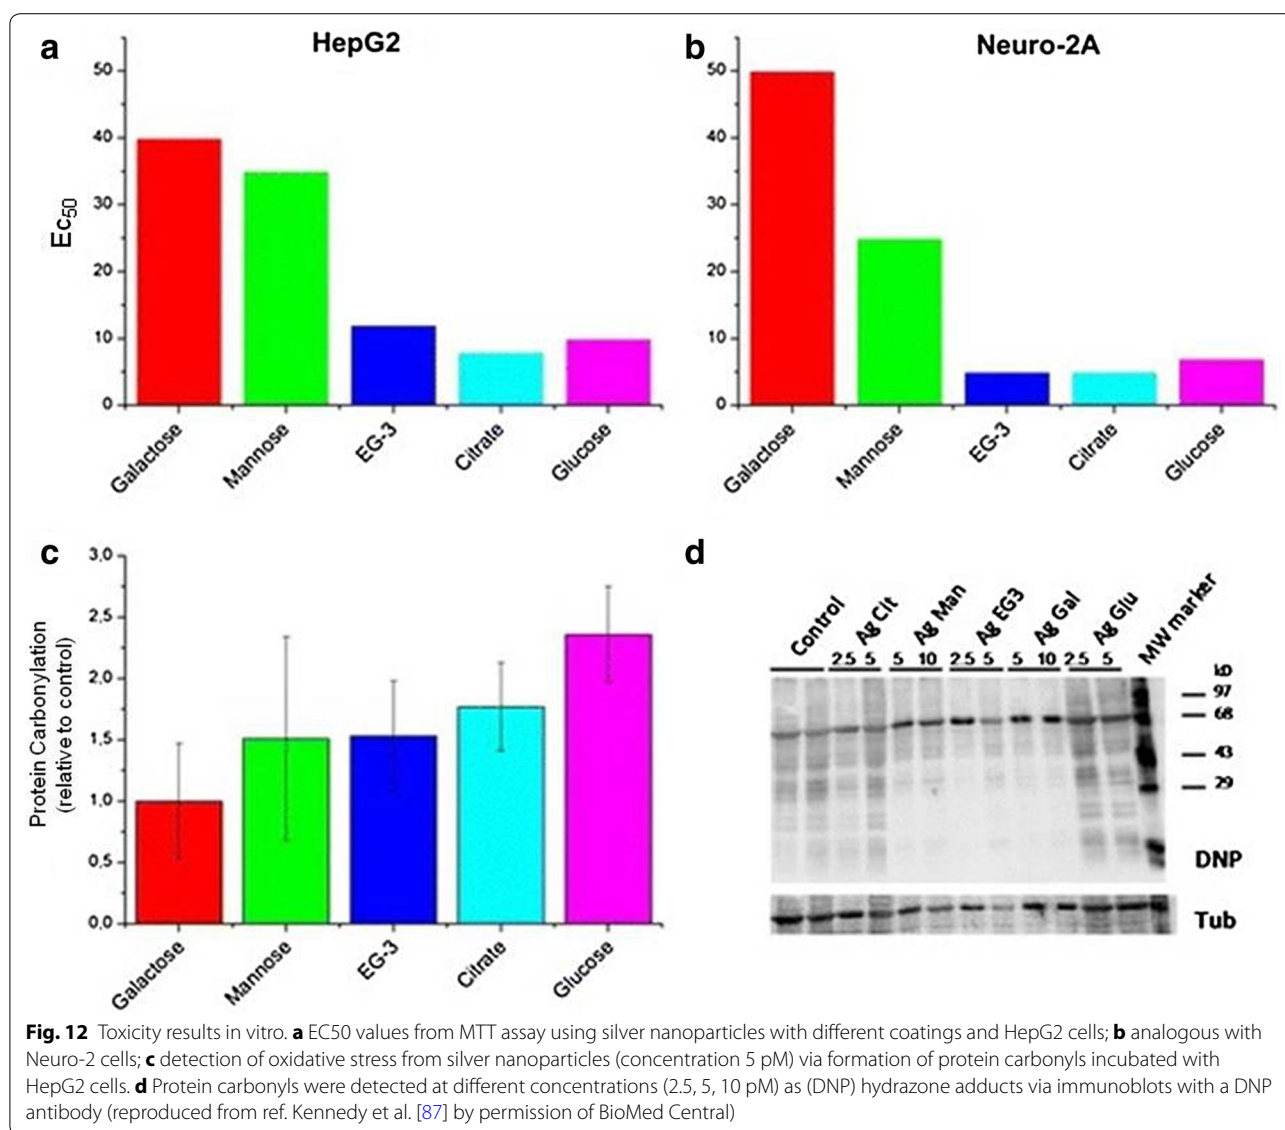 a
HepG2
50
40
30
20
10
0
Ec50
Galactose
Mannose
EG-3
Citrate
Glucose
b
Neuro-2A
50
40
30
20
10
0
Galactose
Mannose
EG-3
Citrate
Glucose
c
3,0
2,5
2,0
1,5
1,0
0,5
0,0
Protein Carbonylation
(relative to control)
Galactose
Mannose
EG-3
Citrate
Glucose
d
Control
Ag Cit
Ag Man
Ag EG3
Ag Gal
Ag Glu
MW marker
2.5 5 5 10 2.5 5 5 10 2.5 5
kD
97
68
43
29
DNP
Tub
Fig. 12 Toxicity results in vitro. a EC50 values from MTT assay using silver nanoparticles with different coatings and HepG2 cells; b analogous with
Neuro-2 cells; c detection of oxidative stress from silver nanoparticles (concentration 5 pM) via formation of protein carbonyls incubated with
HepG2 cells. d Protein carbonyls were detected at different concentrations (2.5, 5, 10 pM) as (DNP) hydrazone adducts via immunoblots with a DNP
antibody (reproduced from ref. Kennedy et al. [87] by permission of BioMed Central)